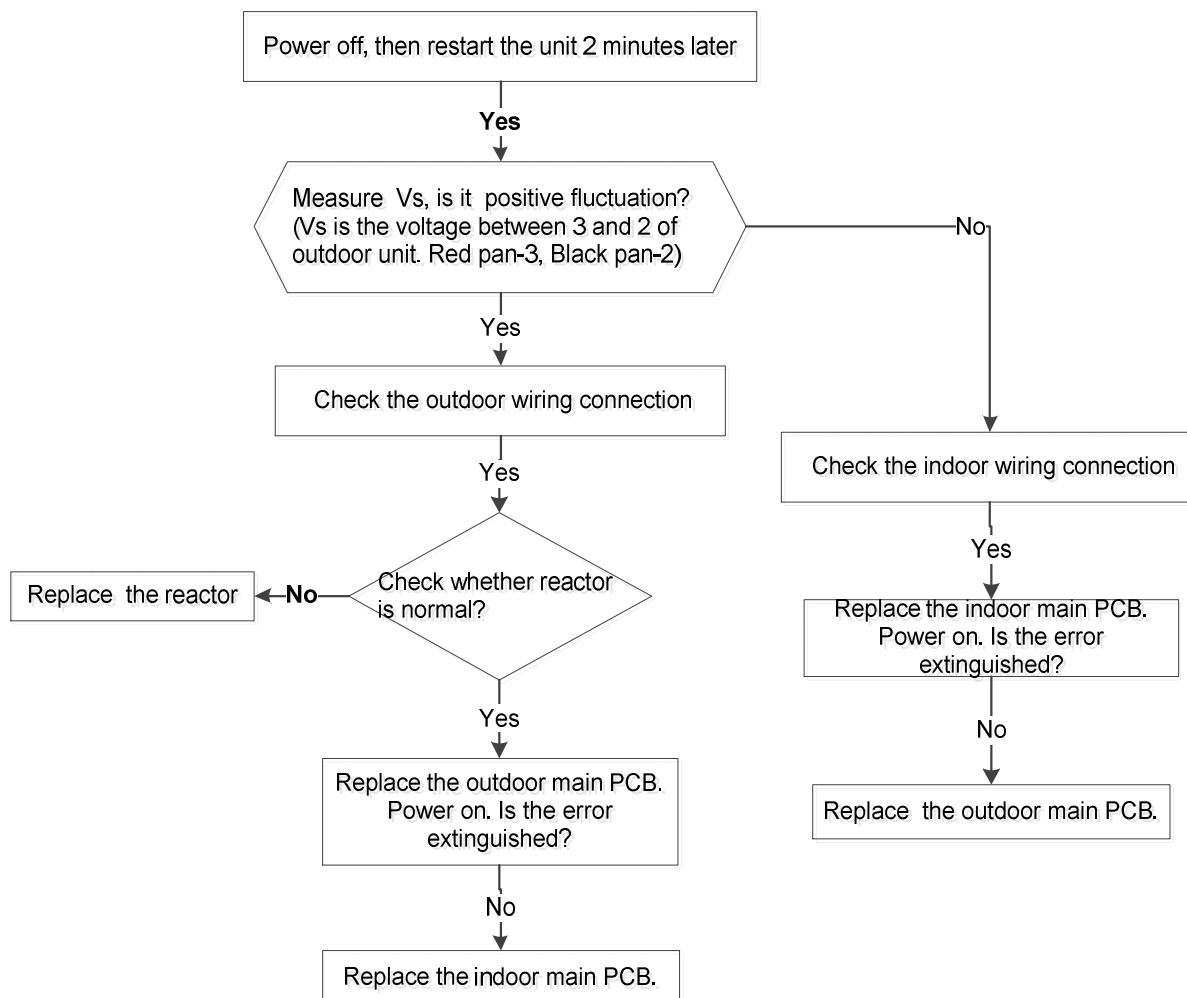 Power off, then restart the unit 2 minutes later
Yes
Measure Vs, is it positive fluctuation?
(Vs is the voltage between 3 and 2 of
outdoor unit. Red pan-3, Black pan-2)
No
Yes
Check the outdoor wiring connection
Check the indoor wiring connection
Yes
Yes
Check whether reactor
is normal?
No
Replace the reactor
Replace the indoor main PCB.
Power on. Is the error
extinguished?
Yes
No
Replace the outdoor main PCB.
Power on. Is the error
extinguished?
Replace the outdoor main PCB.
No
Replace the indoor main PCB.